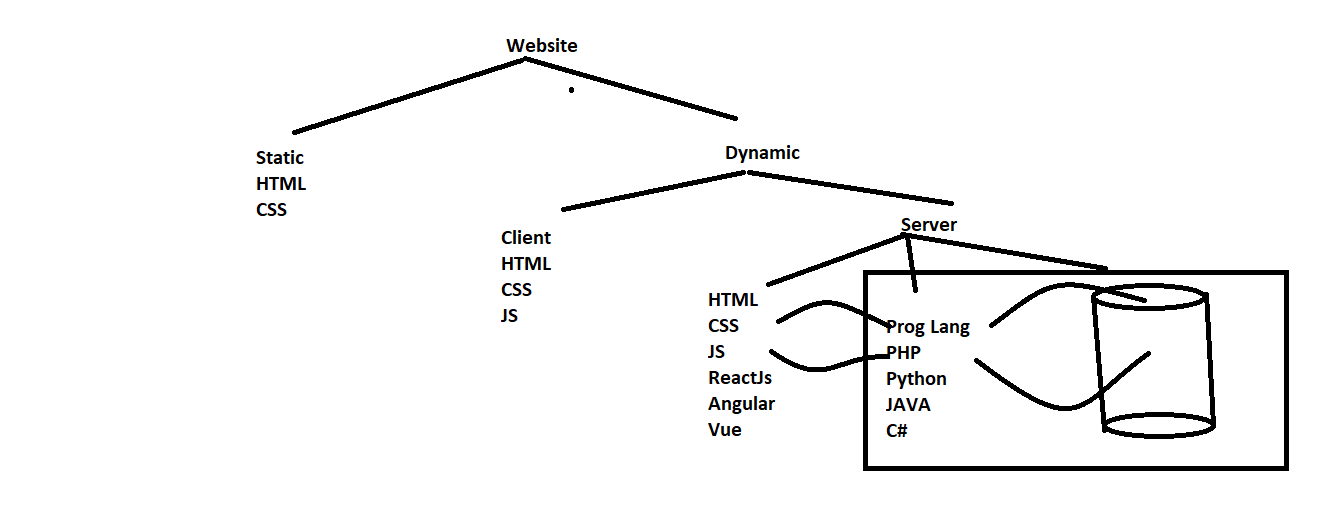 Website
Static
HTML
CSS
Dynamic
Client
HTML
CSS
JS
Server
HTML
CSS
JS
ReactJs
Angular
Vue
Prog Lang
PHP
Python
JAVA
C#